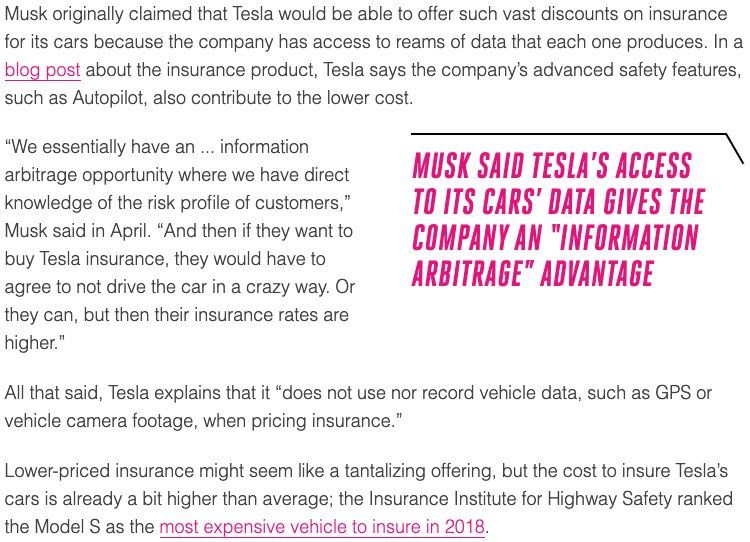 Musk originally claimed that Tesla would be able to offer such vast discounts on insurance
for its cars because the company has access to reams of data that each one produces. In a
blog post about the insurance product, Tesla says the company’s advanced safety features,
such as Autopilot, also contribute to the lower cost.
“We essentially have an ... information
arbitrage opportunity where we have direct
knowledge of the risk profile of customers,”
Musk said in April. “And then if they want to
buy Tesla insurance, they would have to
agree to not drive the car in a crazy way. Or
they can, but then their insurance rates are
higher.”
MUSK SAID TESLA’S ACCESS
TO ITS CARS’ DATA GIVES THE
COMPANY AN "INFORMATION
ARBITRAGE” ADVANTAGE
All that said, Tesla explains that it “does not use nor record vehicle data, such as GPS or
vehicle camera footage, when pricing insurance.”
Lower-priced insurance might seem like a tantalizing offering, but the cost to insure Tesla’s
cars is already a bit higher than average; the Insurance Institute for Highway Safety ranked
the Model S as the most expensive vehicle to insure in 2018.